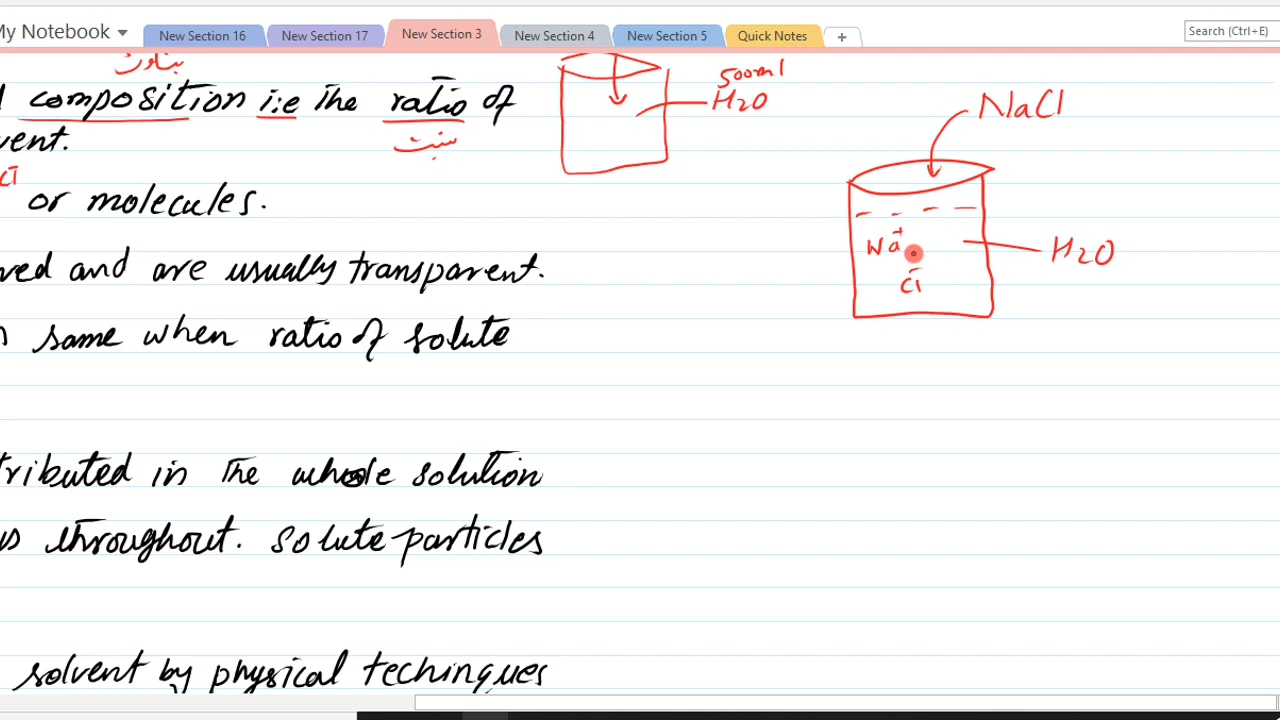 My Notebook
New Section 16
New Section 17
New Section 3
New Section 4
New Section 5
Quick Notes
+
Search (Ctrl+E)
بناوٹ
composition i.e The ratio of
نسبت
vent.
or molecules.
ved and are usually transparent.
same when ratio of solute
tributed in The whole solution
throughout. Solute particles
solvent by physical techinques
500ml
H2O
NaCl
Na+
Cl-
H2O